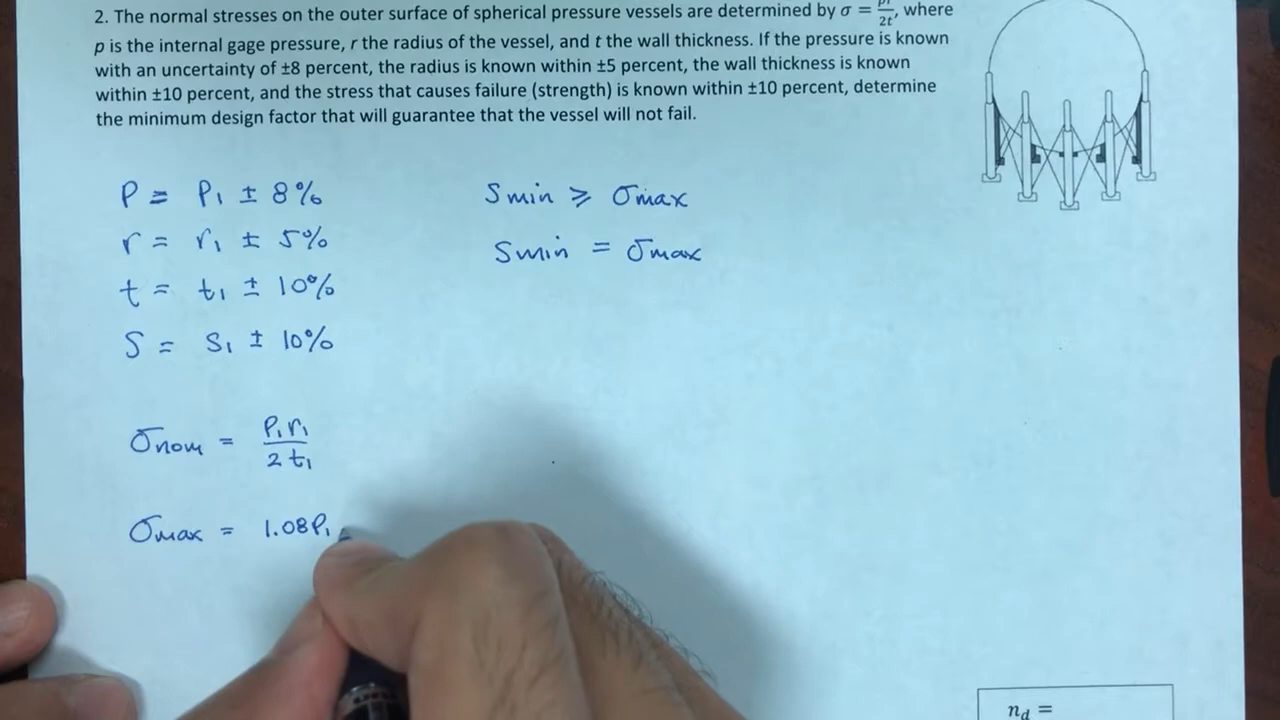 2. The normal stresses on the outer surface of spherical pressure vessels are determined by σ = pr/2t, where
p is the internal gage pressure, r the radius of the vessel, and t the wall thickness. If the pressure is known
with an uncertainty of ±8 percent, the radius is known within ±5 percent, the wall thickness is known
within ±10 percent, and the stress that causes failure (strength) is known within ±10 percent, determine
the minimum design factor that will guarantee that the vessel will not fail.
P = P₁ ± 8%
r = r₁ ± 5%
t = t₁ ± 10%
S = S₁ ± 10%
Smin ⩾ σmax
Smin = σmax
σnom = P₁r₁/2t₁
σmax = 1.08P₁
n_d =